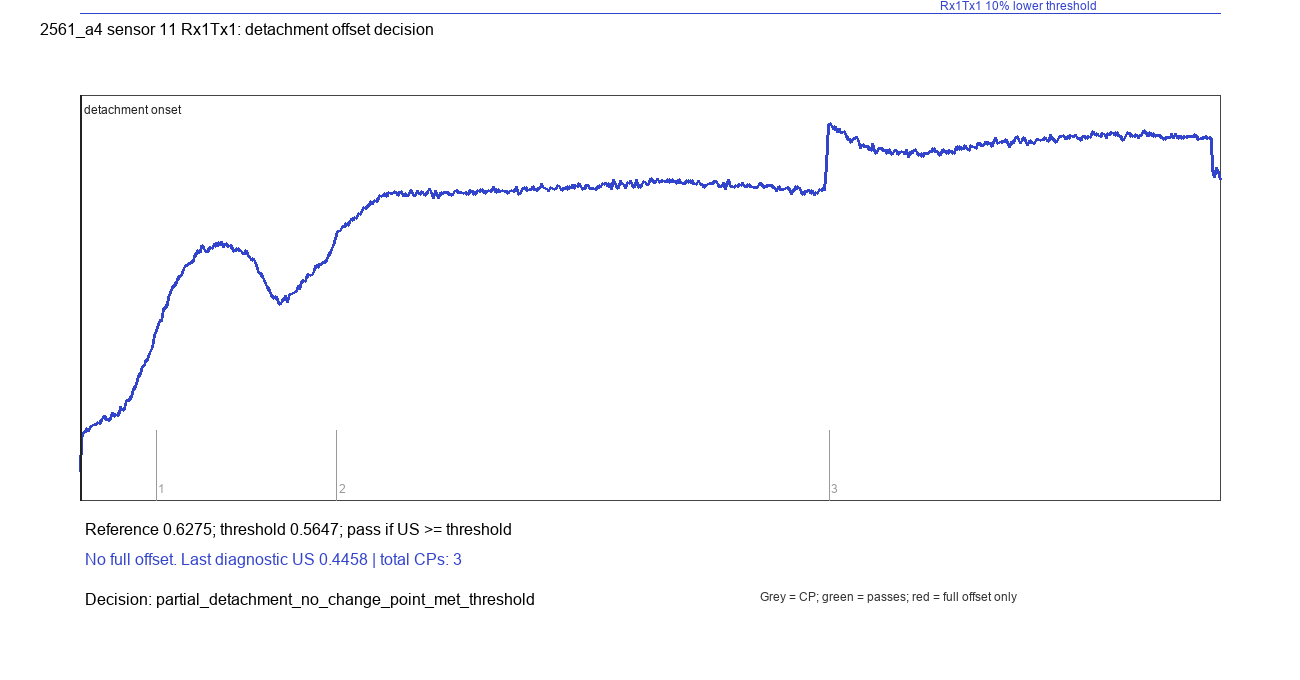 Rx1Tx1 10% lower threshold
2561_a4 sensor 11 Rx1Tx1: detachment offset decision
detachment onset
1
2
3
Reference 0.6275; threshold 0.5647; pass if US >= threshold
No full offset. Last diagnostic US 0.4458 | total CPs: 3
Decision: partial_detachment_no_change_point_met_threshold
Grey = CP; green = passes; red = full offset only